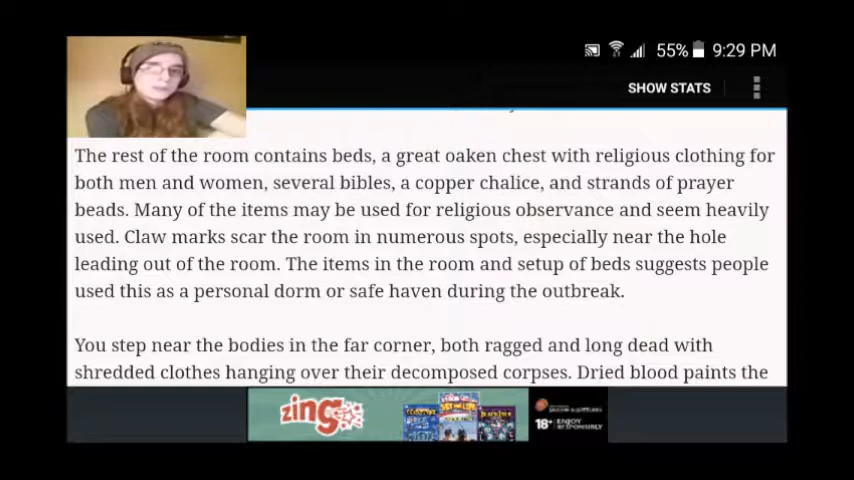 55% 9:29 PM
SHOW STATS
The rest of the room contains beds, a great oaken chest with religious clothing for
both men and women, several bibles, a copper chalice, and strands of prayer
beads. Many of the items may be used for religious observance and seem heavily
used. Claw marks scar the room in numerous spots, especially near the hole
leading out of the room. The items in the room and setup of beds suggests people
used this as a personal dorm or safe haven during the outbreak.
You step near the bodies in the far corner, both ragged and long dead with
shredded clothes hanging over their decomposed corpses. Dried blood paints the
zing
18+ ENJOY
RESPONSIBLY